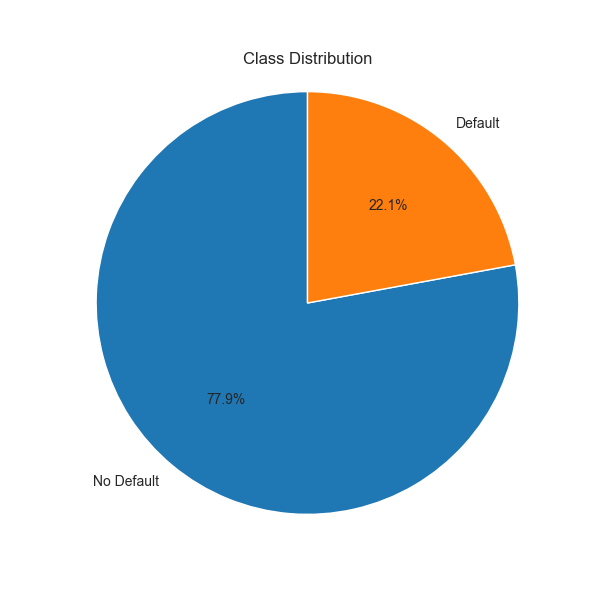 Class Distribution
Default
22.1%
77.9%
No Default